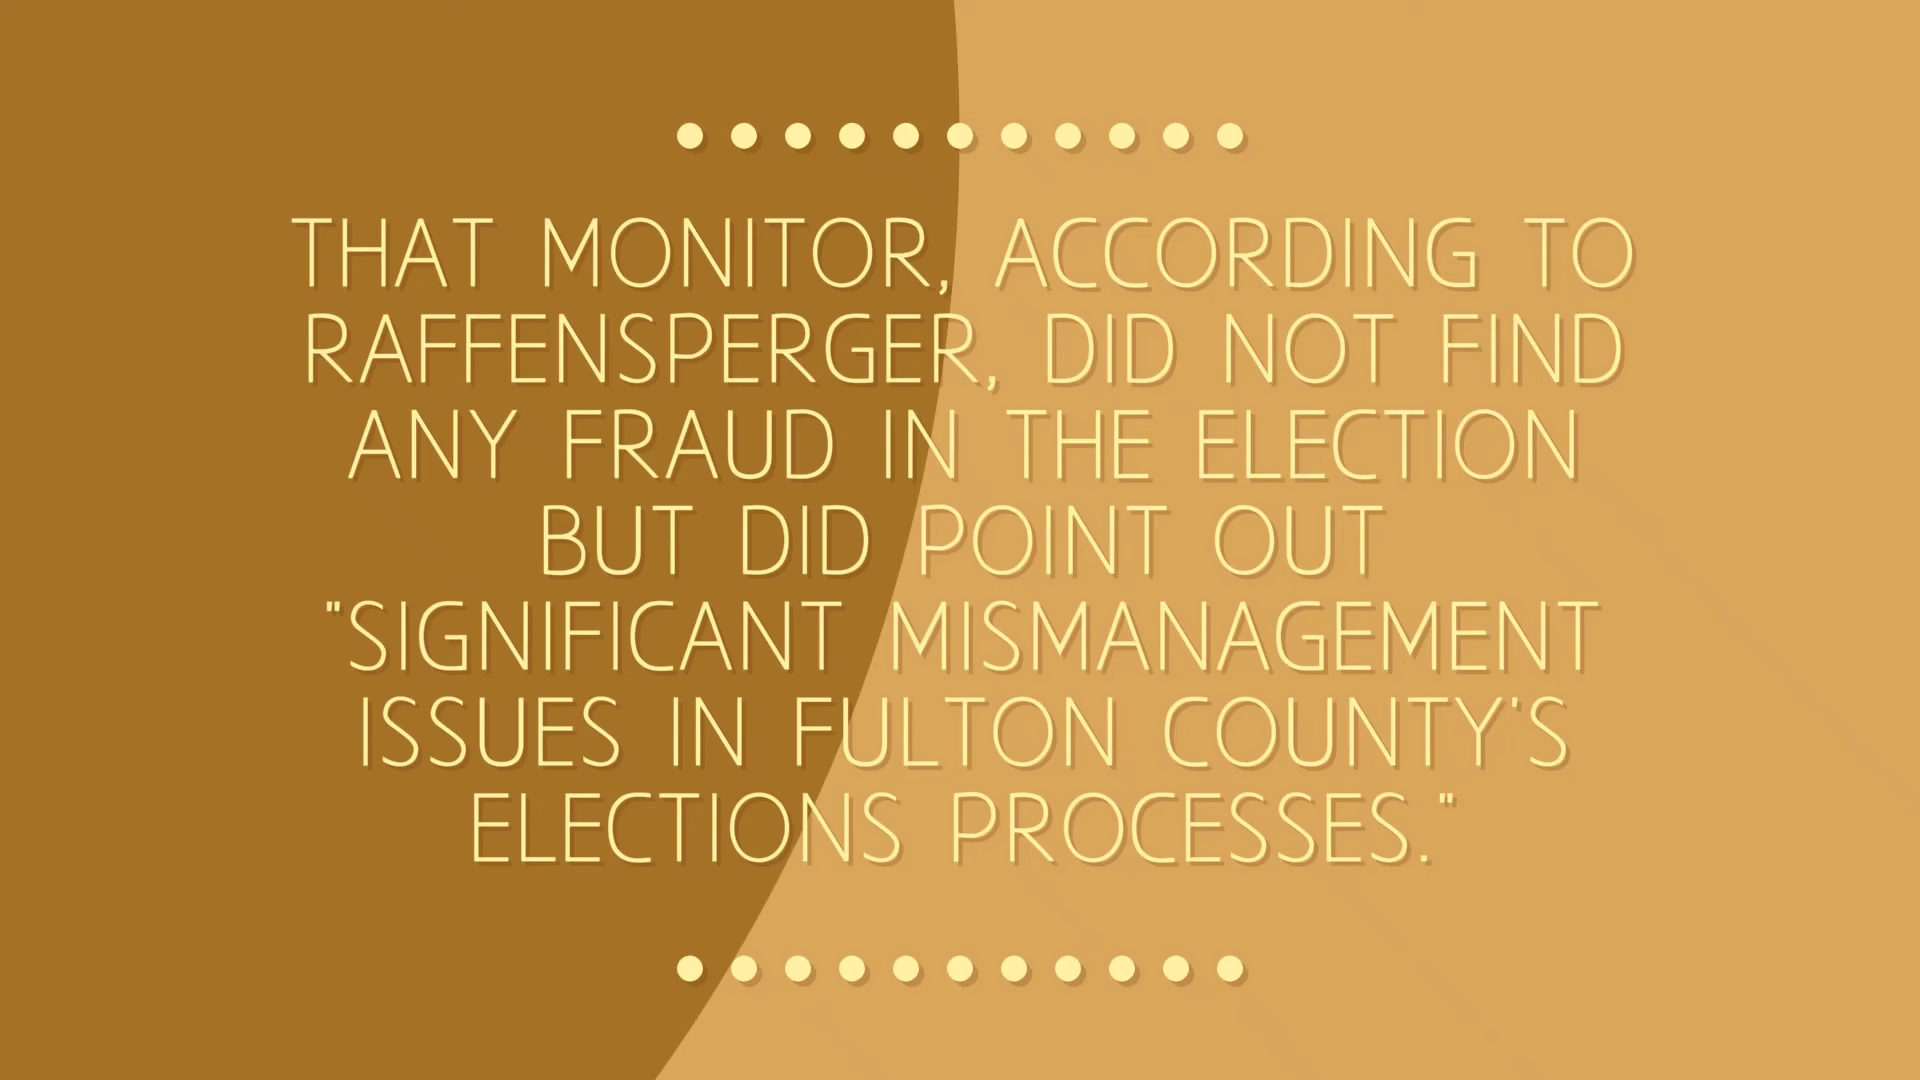 THAT MONITOR, ACCORDING TO
RAFFENSPERGER, DID NOT FIND
ANY FRAUD IN THE ELECTION
BUT DID POINT OUT
"SIGNIFICANT MISMANAGEMENT
ISSUES IN FULTON COUNTY'S
ELECTIONS PROCESSES."